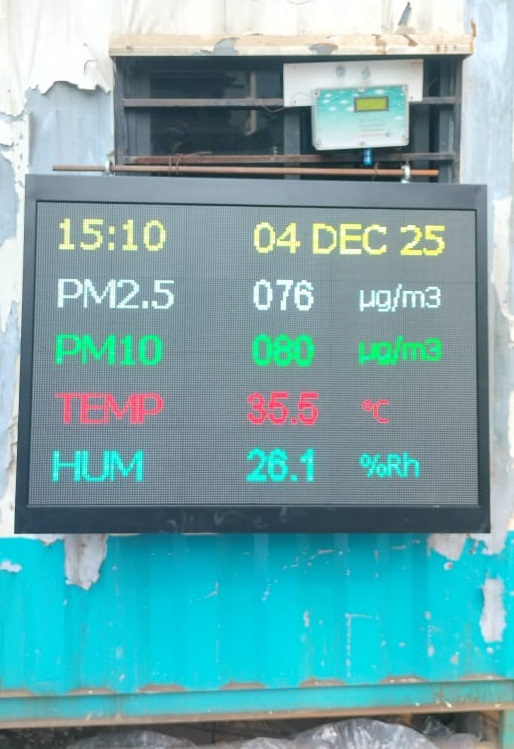 15:10 04 DEC 25
PM2.5 076 µg/m3
PM10 080 µg/m3
TEMP 35.5 °C
HUM 26.1 %Rh